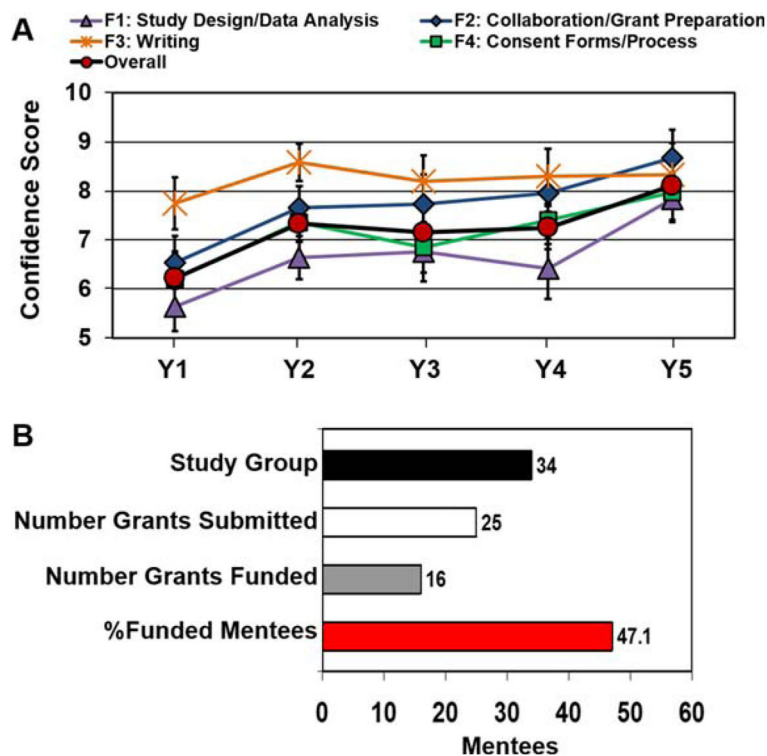 A
F1: Study Design/Data Analysis F2: Collaboration/Grant Preparation
F3: Writing F4: Consent Forms/Process
Overall
Confidence Score
10
9
8
7
6
5
Y1 Y2 Y3 Y4 Y5
B
Study Group 34
Number Grants Submitted 25
Number Grants Funded 16
%Funded Mentees 47.1
0 10 20 30 40 50 60
Mentees